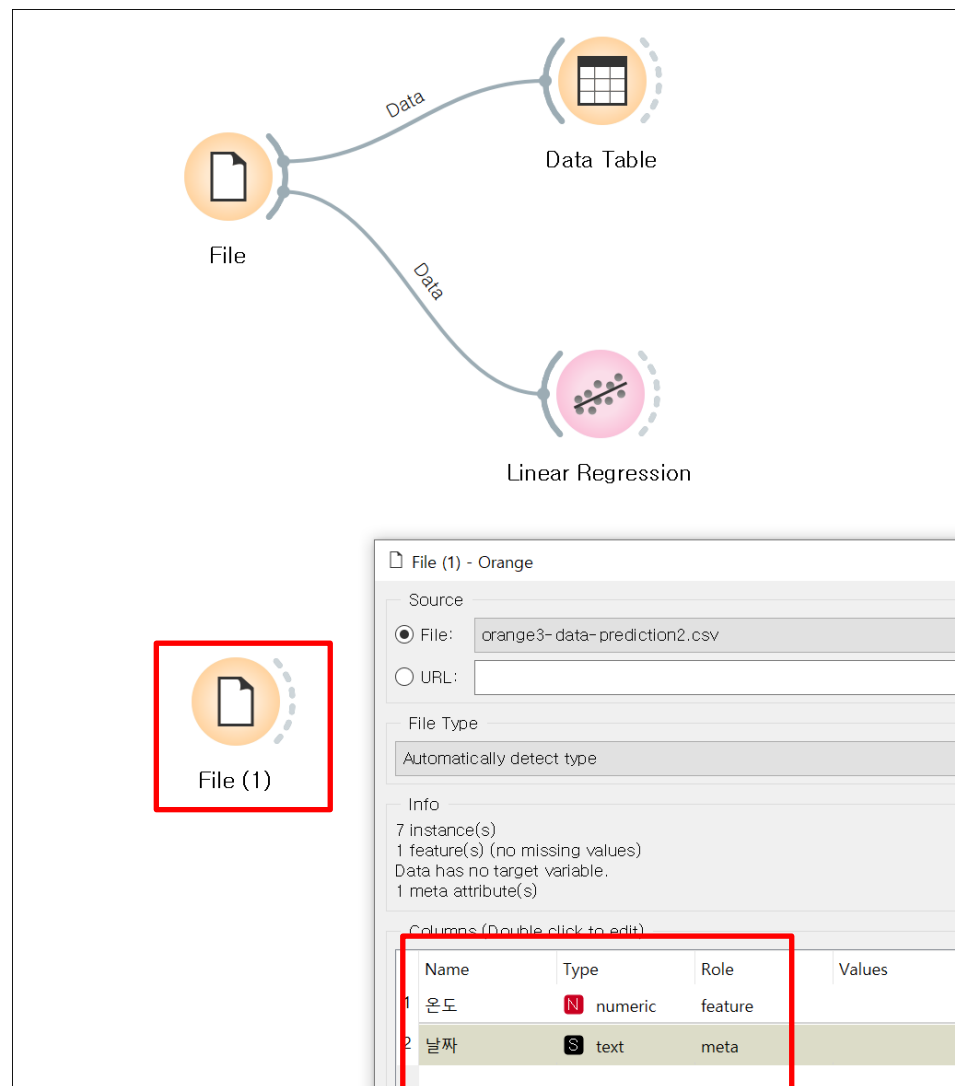 Data
Data Table
File
Data
Linear Regression
File (1) - Orange
Source
File: orange3-data-prediction2.csv
URL:
File (1)
File Type
Automatically detect type
Info
7 instance(s)
1 feature(s) (no missing values)
Data has no target variable.
1 meta attribute(s)
Columns (Double click to edit)
Name Type Role Values
1 온도 N numeric feature
2 날짜 S text meta